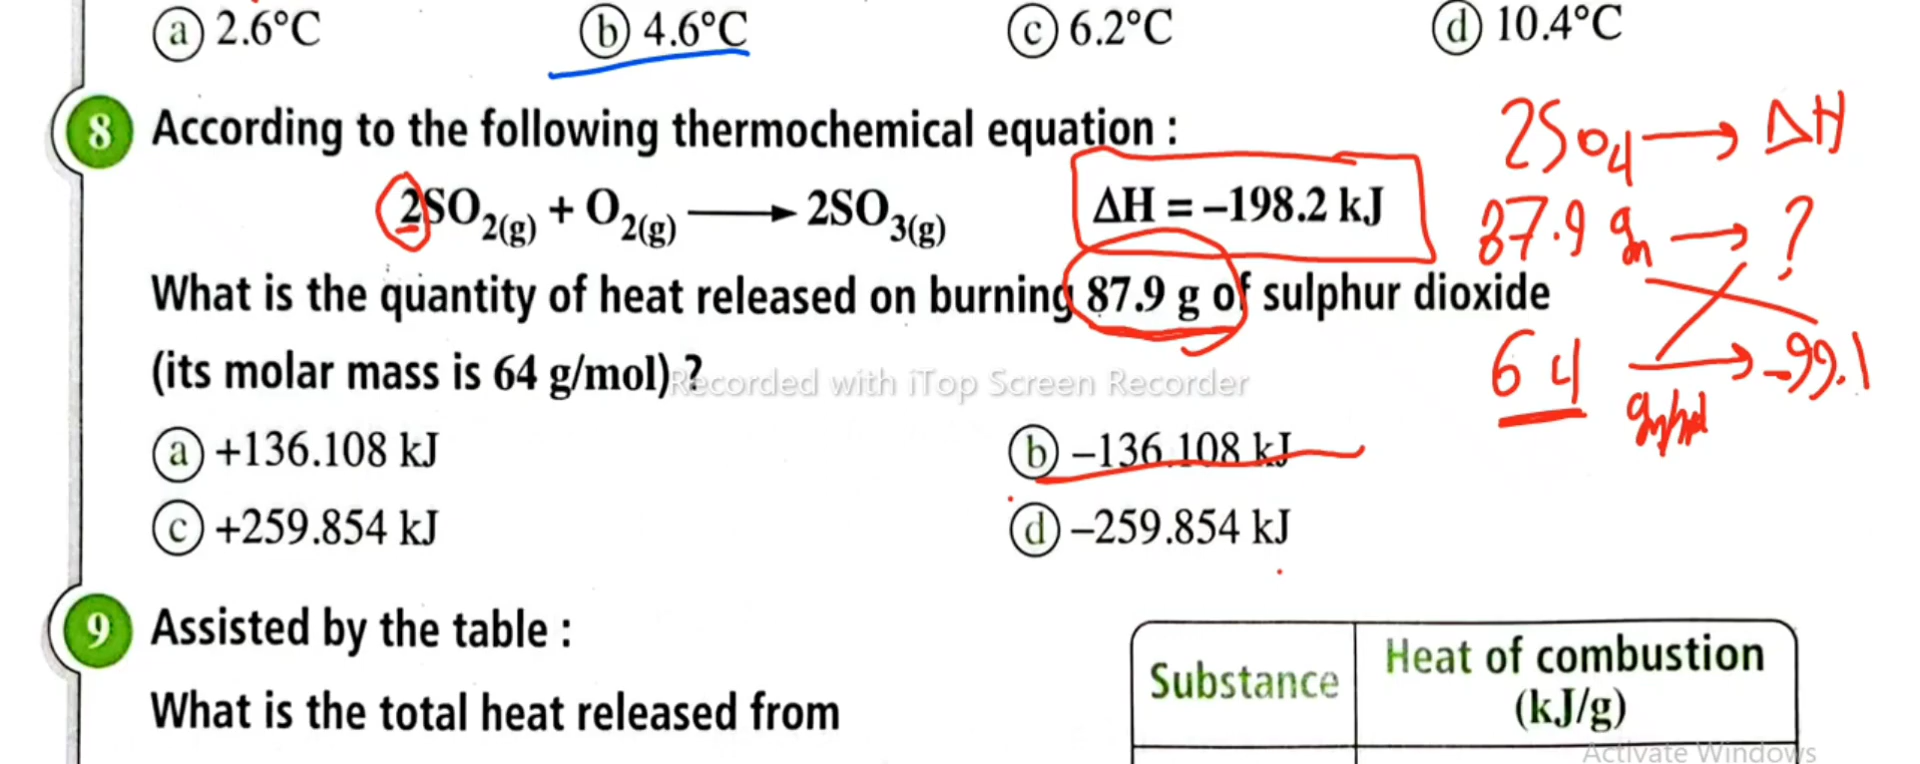 a 2.6°C b 4.6°C c 6.2°C d 10.4°C
8 According to the following thermochemical equation :
2SO2(g) + O2(g) ⟶ 2SO3(g) ΔH = –198.2 kJ
What is the quantity of heat released on burning 87.9 g of sulphur dioxide
(its molar mass is 64 g/mol) ?
Recorded with iTop Screen Recorder
a +136.108 kJ b –136.108 kJ
c +259.854 kJ d –259.854 kJ
2SO4 → ΔH
87.9 gm → ?
64 → -99.1
9 Assisted by the table :
What is the total heat released from
Substance Heat of combustion
(kJ/g)
Activate Windows